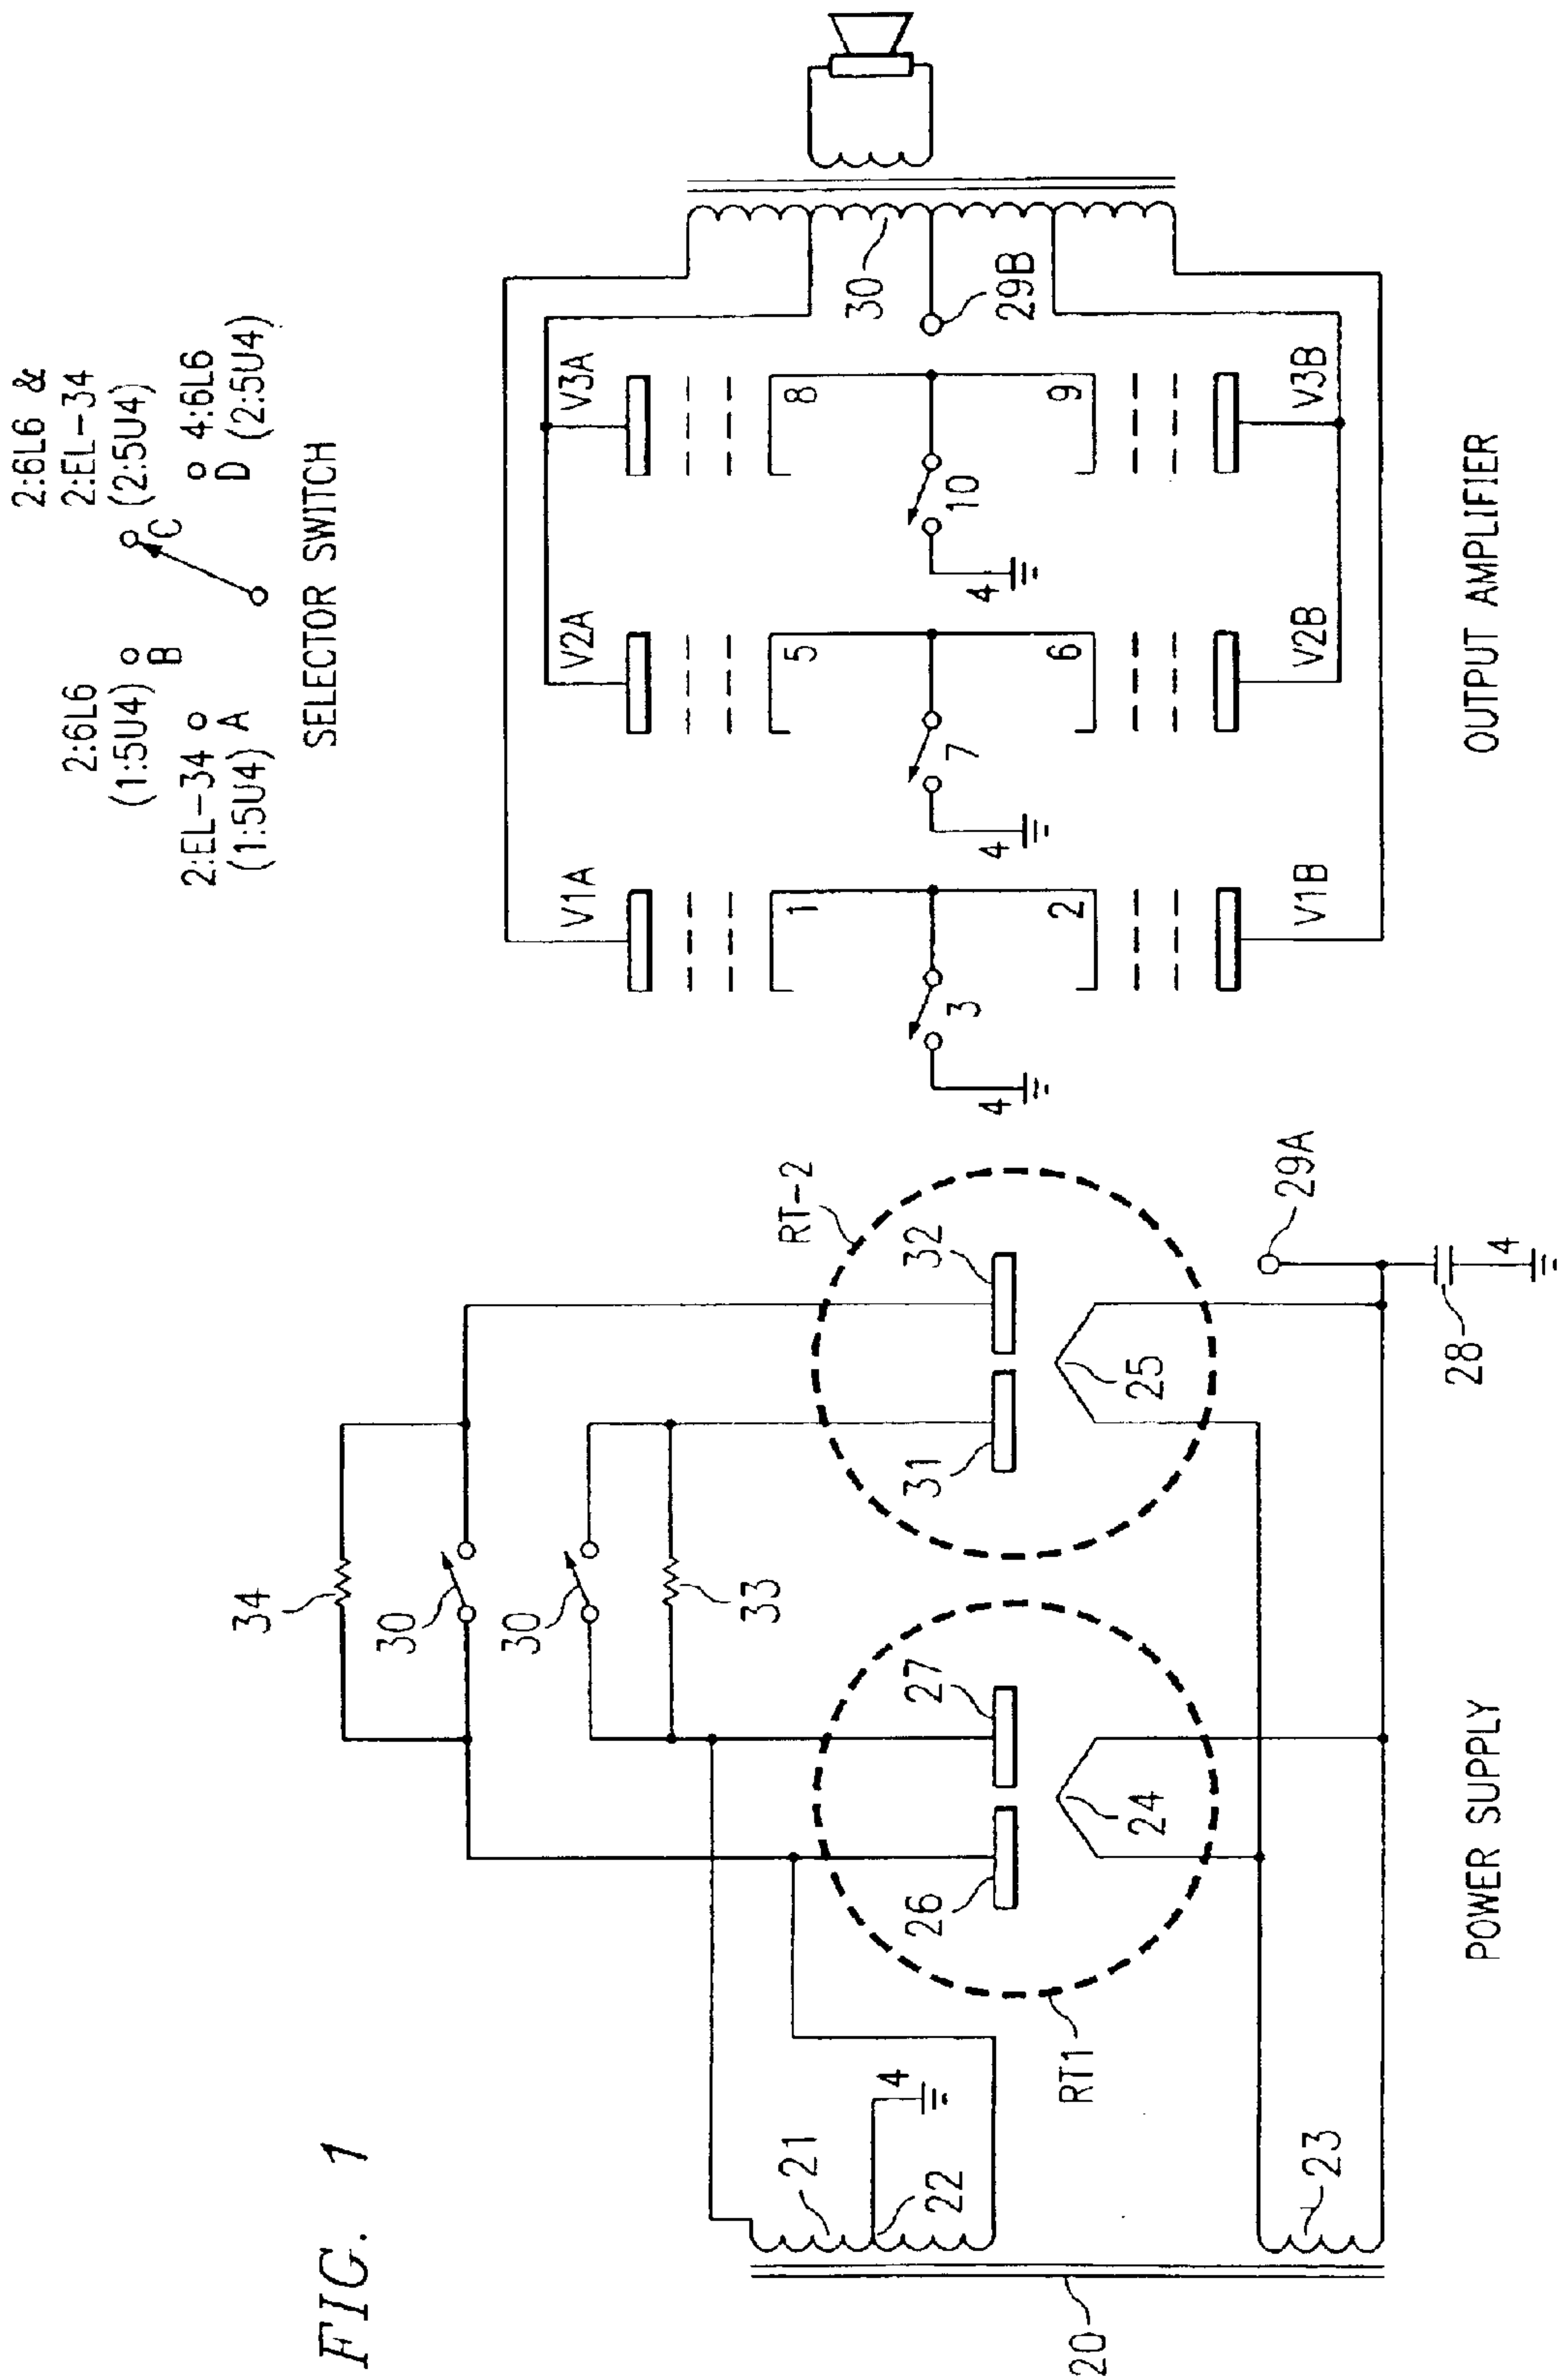 FIG. 1
2:6L6
(1:5U4)
B
2:EL-34
(1:5U4) A
2:6L6 &
2:EL-34
(2:5U4)
C
4:6L6
D (2:5U4)
SELECTOR SWITCH
34
30
30
33
RT-2
26
27
31
32
24
25
RT1
21
22
4
23
20
29A
28
4
POWER SUPPLY
V1A
V2A
V3A
1
5
8
3
7
10
4
4
4
2
6
9
V1B
V2B
V3B
30
29B
OUTPUT AMPLIFIER